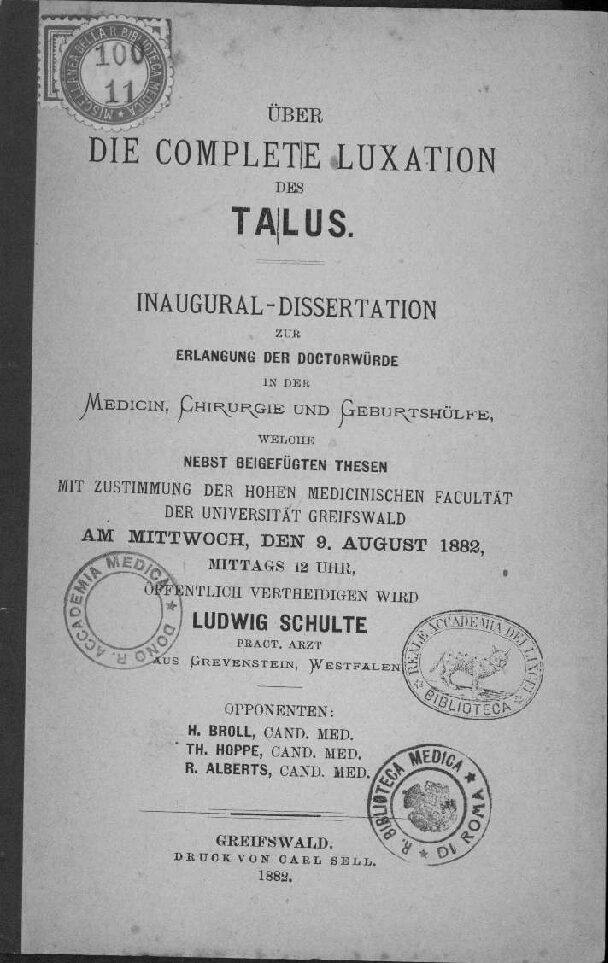 MISCELLANEA DELLA R. BIBLIOTECA MEDICA
100
11
ÜBER
DIE COMPLETE LUXATION
DES
TALUS.
INAUGURAL-DISSERTATION
ZUR
ERLANGUNG DER DOCTORWÜRDE
IN DER
MEDICIN, CHIRURGIE UND GEBURTSHÜLFE,
WELCHE
NEBST BEIGEFÜGTEN THESEN
MIT ZUSTIMMUNG DER HOHEN MEDICINISCHEN FACULTÄT
DER UNIVERSITÄT GREIFSWALD
AM MITTWOCH, DEN 9. AUGUST 1882,
MITTAGS 12 UHR,
ÖFFENTLICH VERTHEIDIGEN WIRD
LUDWIG SCHULTE
PRACT. ARZT
AUS GREVENSTEIN, WESTFALEN
DONO R. ACCADEMIA MEDICA
REALE ACCADEMIA DEI LINCEI
BIBLIOTECA
OPPONENTEN:
H. BROLL, CAND. MED.
TH. HOPPE, CAND. MED.
R. ALBERTS, CAND. MED.
R. BIBLIOTECA MEDICA
DI ROMA
GREIFSWALD.
DRUCK VON CARL SELL.
1882.